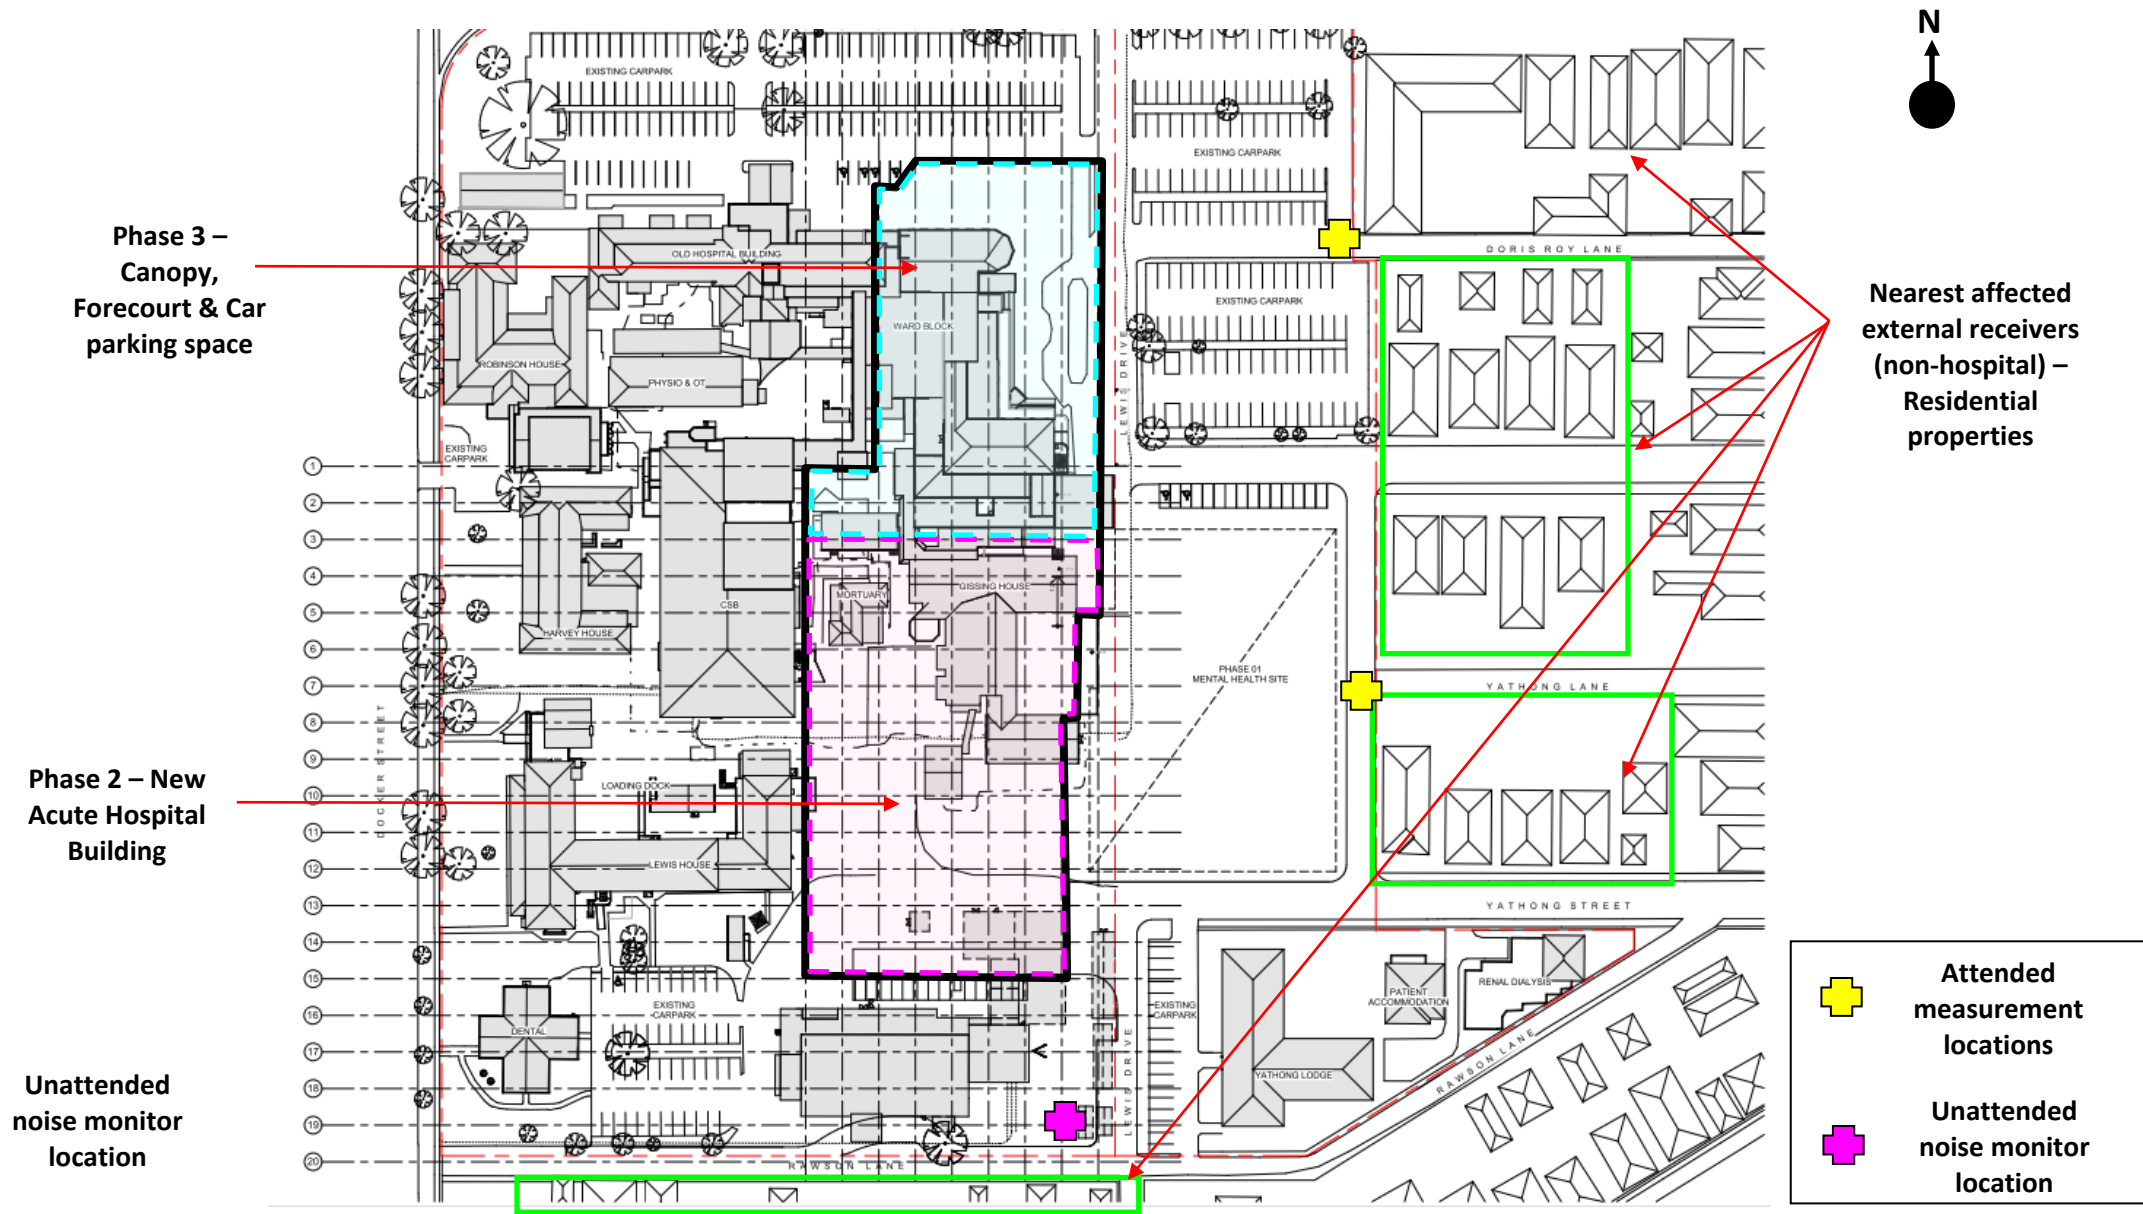 N
EXISTING CARPARK
EXISTING CARPARK
Phase 3 –
Canopy,
Forecourt & Car
parking space
OLD HOSPITAL BUILDING
DORIS ROY LANE
Nearest affected
external receivers
(non-hospital) –
Residential
properties
EXISTING CARPARK
WARD BLOCK
LEWIS DRIVE
ROBINSON HOUSE
PHYSIO & OT
EXISTING
CARPARK
1
2
3
4
5
6
7
8
9
10
11
12
13
14
15
16
17
18
19
20
MORTUARY
GISSING HOUSE
CSB
HARVEY HOUSE
PHASE 01
MENTAL HEALTH SITE
YATHONG LANE
DOCKER STREET
Phase 2 – New
Acute Hospital
Building
LOADING DOCK
LEWIS HOUSE
YATHONG STREET
EXISTING
CARPARK
EXISTING
CARPARK
PATIENT
ACCOMMODATION
RENAL DIALYSIS
DENTAL
LEWIS DRIVE
YATHONG LODGE
RAWSON LANE
RAWSON LANE
Unattended
noise monitor
location
Attended
measurement
locations
Unattended
noise monitor
location